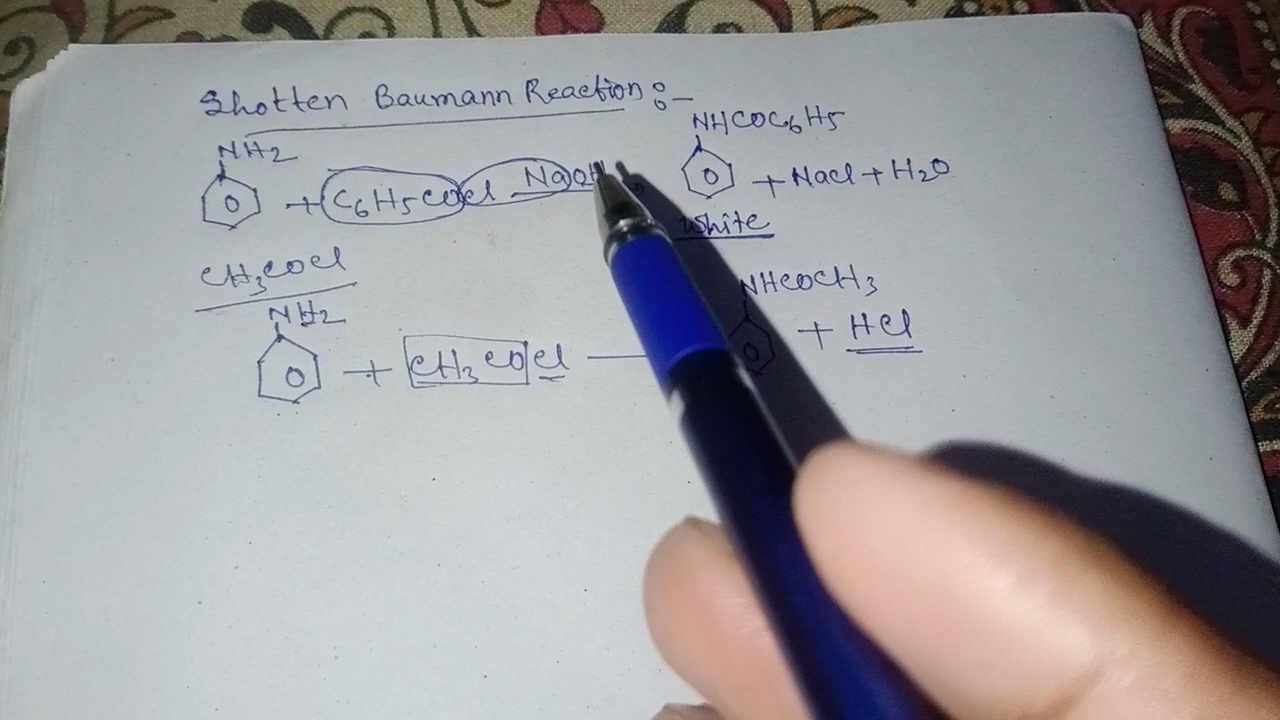 Shotten Baumann Reaction :-
NHCOC6H5
NH2
+ C6H5COCl NaOH + NaCl + H2O
White
CH3COCl
NHCOCH3
NH2
+ CH3COCl + HCl